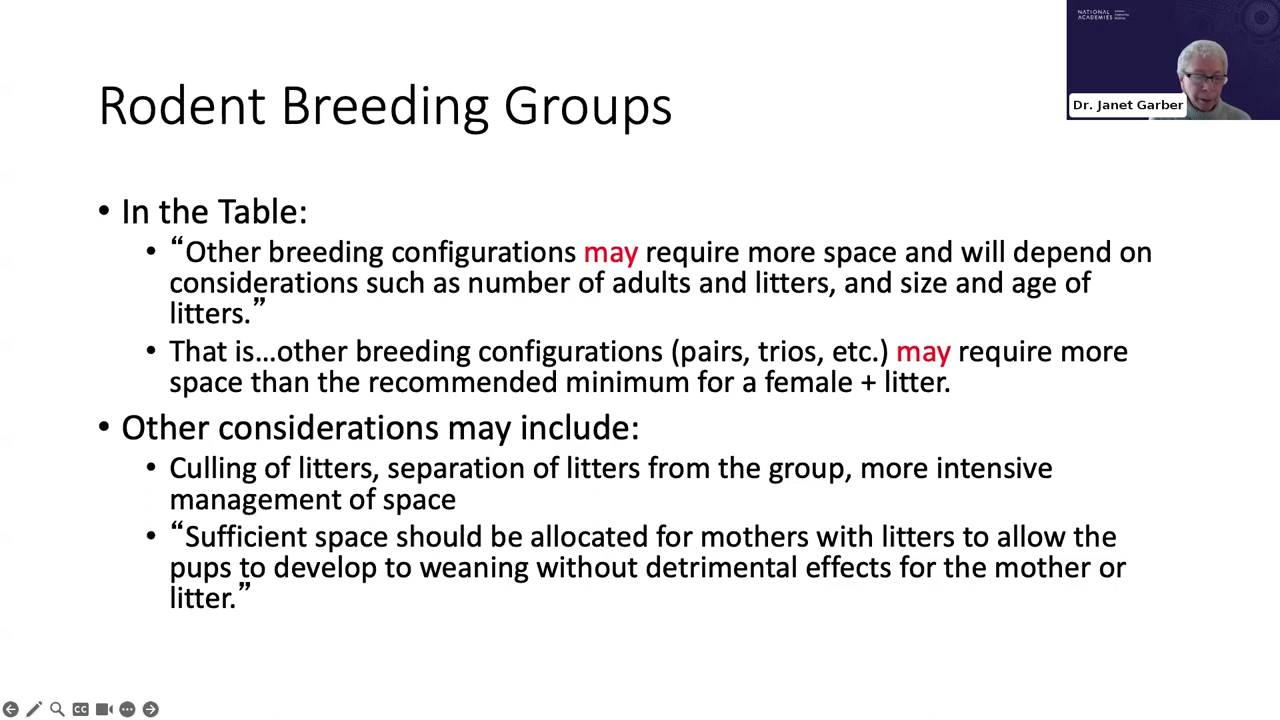 NATIONAL
ACADEMIES
Dr. Janet Garber
Rodent Breeding Groups
• In the Table:
• “Other breeding configurations may require more space and will depend on
considerations such as number of adults and litters, and size and age of
litters.”
• That is…other breeding configurations (pairs, trios, etc.) may require more
space than the recommended minimum for a female + litter.
• Other considerations may include:
• Culling of litters, separation of litters from the group, more intensive
management of space
• “Sufficient space should be allocated for mothers with litters to allow the
pups to develop to weaning without detrimental effects for the mother or
litter.”
CC